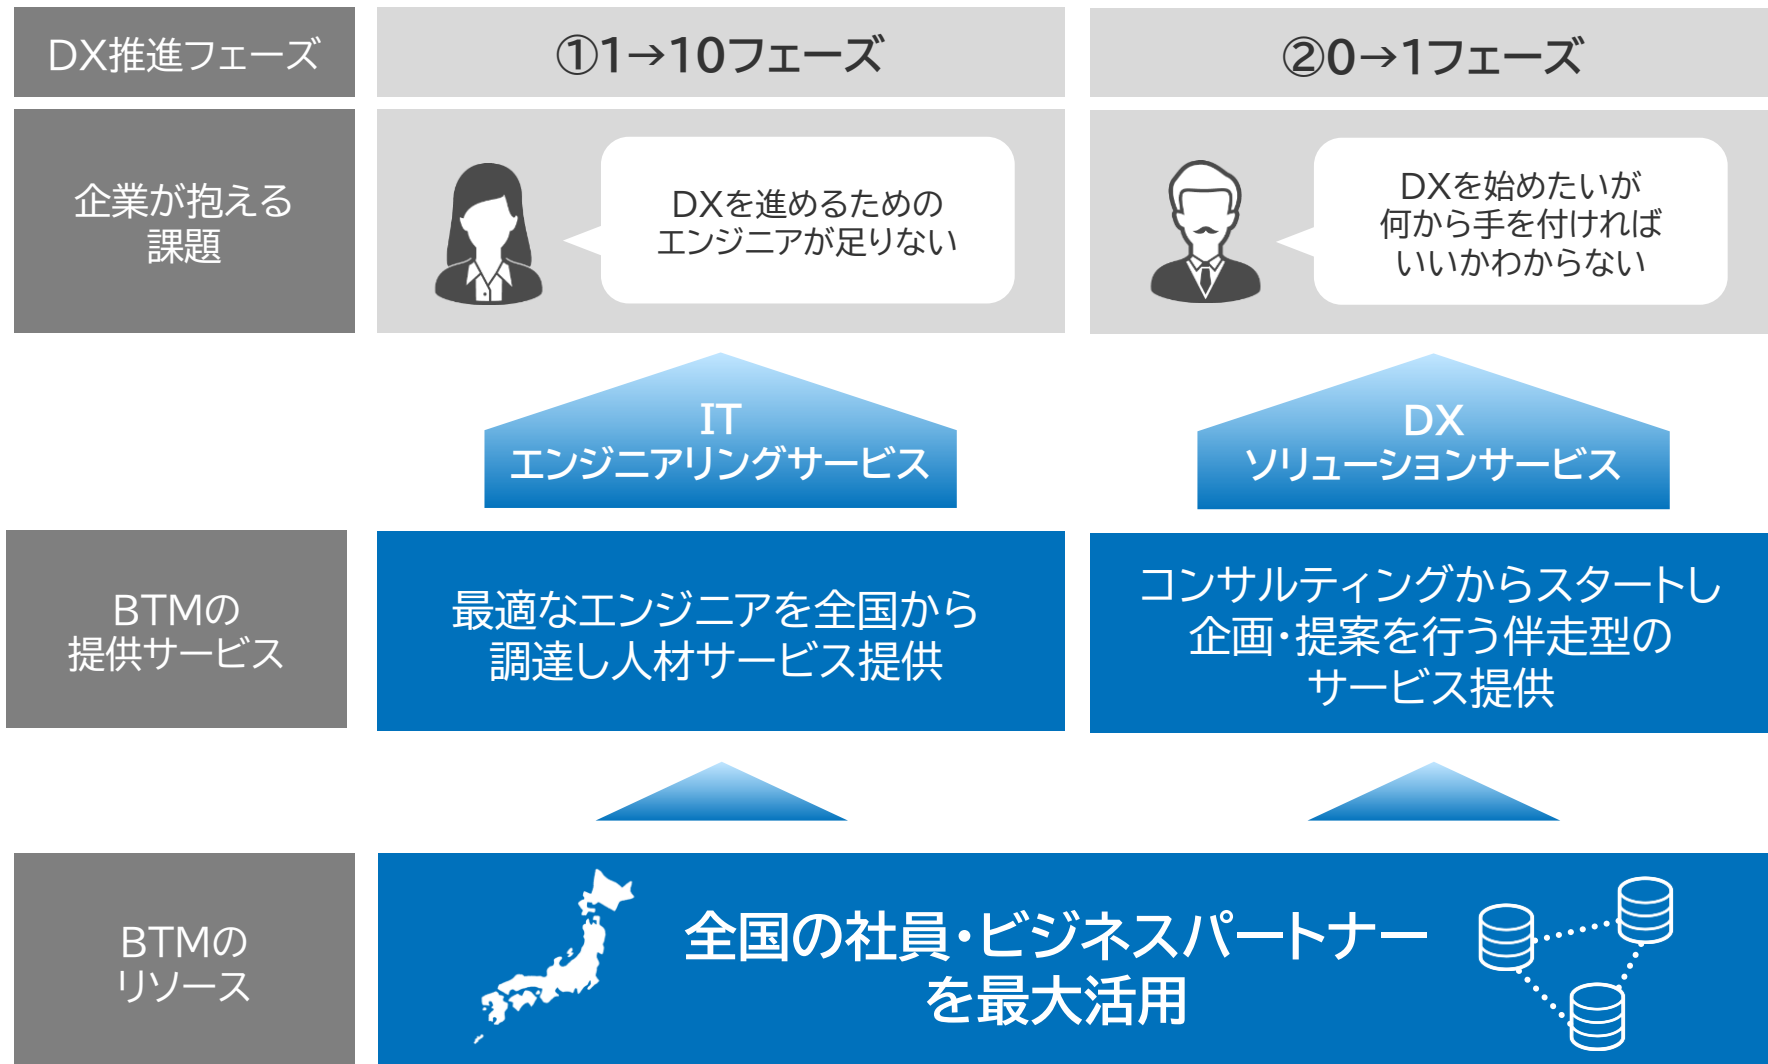 DX推進フェーズ
①1→10フェーズ
②0→1フェーズ
企業が抱える
課題
DXを進めるための
エンジニアが足りない
DXを始めたいが
何から手を付ければ
いいかわからない
IT
エンジニアリングサービス
DX
ソリューションサービス
BTMの
提供サービス
最適なエンジニアを全国から
調達し人材サービス提供
コンサルティングからスタートし
企画・提案を行う伴走型の
サービス提供
BTMの
リソース
全国の社員・ビジネスパートナー
を最大活用